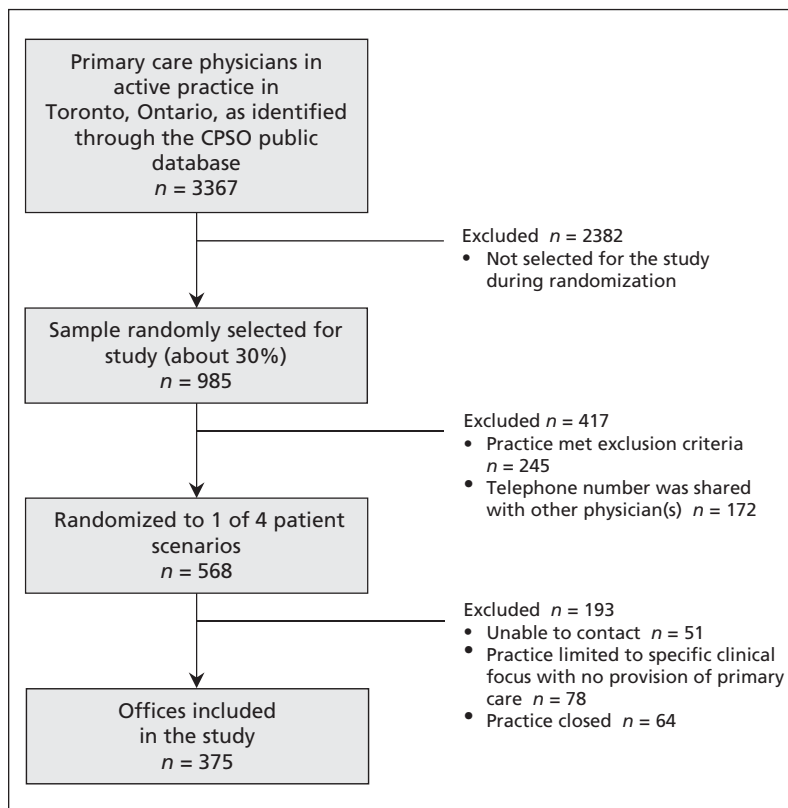 Primary care physicians in
active practice in
Toronto, Ontario, as identified
through the CPSO public
database
n = 3367
Excluded n = 2382
• Not selected for the study
during randomization
Sample randomly selected for
study (about 30%)
n = 985
Excluded n = 417
• Practice met exclusion criteria
n = 245
• Telephone number was shared
with other physician(s) n = 172
Randomized to 1 of 4 patient
scenarios
n = 568
Excluded n = 193
• Unable to contact n = 51
• Practice limited to specific clinical
focus with no provision of primary
care n = 78
• Practice closed n = 64
Offices included
in the study
n = 375